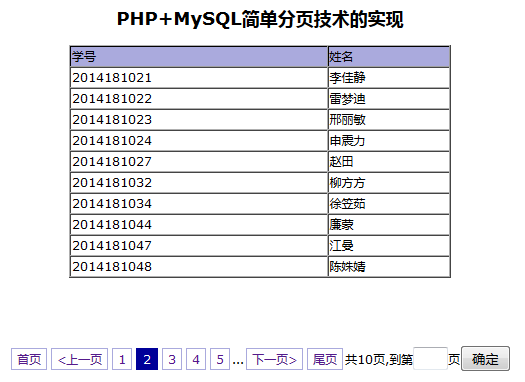 PHP+MySQL简单分页技术的实现
学号 姓名
2014181021 李佳静
2014181022 雷梦迪
2014181023 邢丽敏
2014181024 申震力
2014181027 赵田
2014181032 柳方方
2014181034 徐笠茹
2014181044 廉蒙
2014181047 江曼
2014181048 陈姝婧
首页 <上一页 1 2 3 4 5 ... 下一页> 尾页 共10页,到第 页 确定